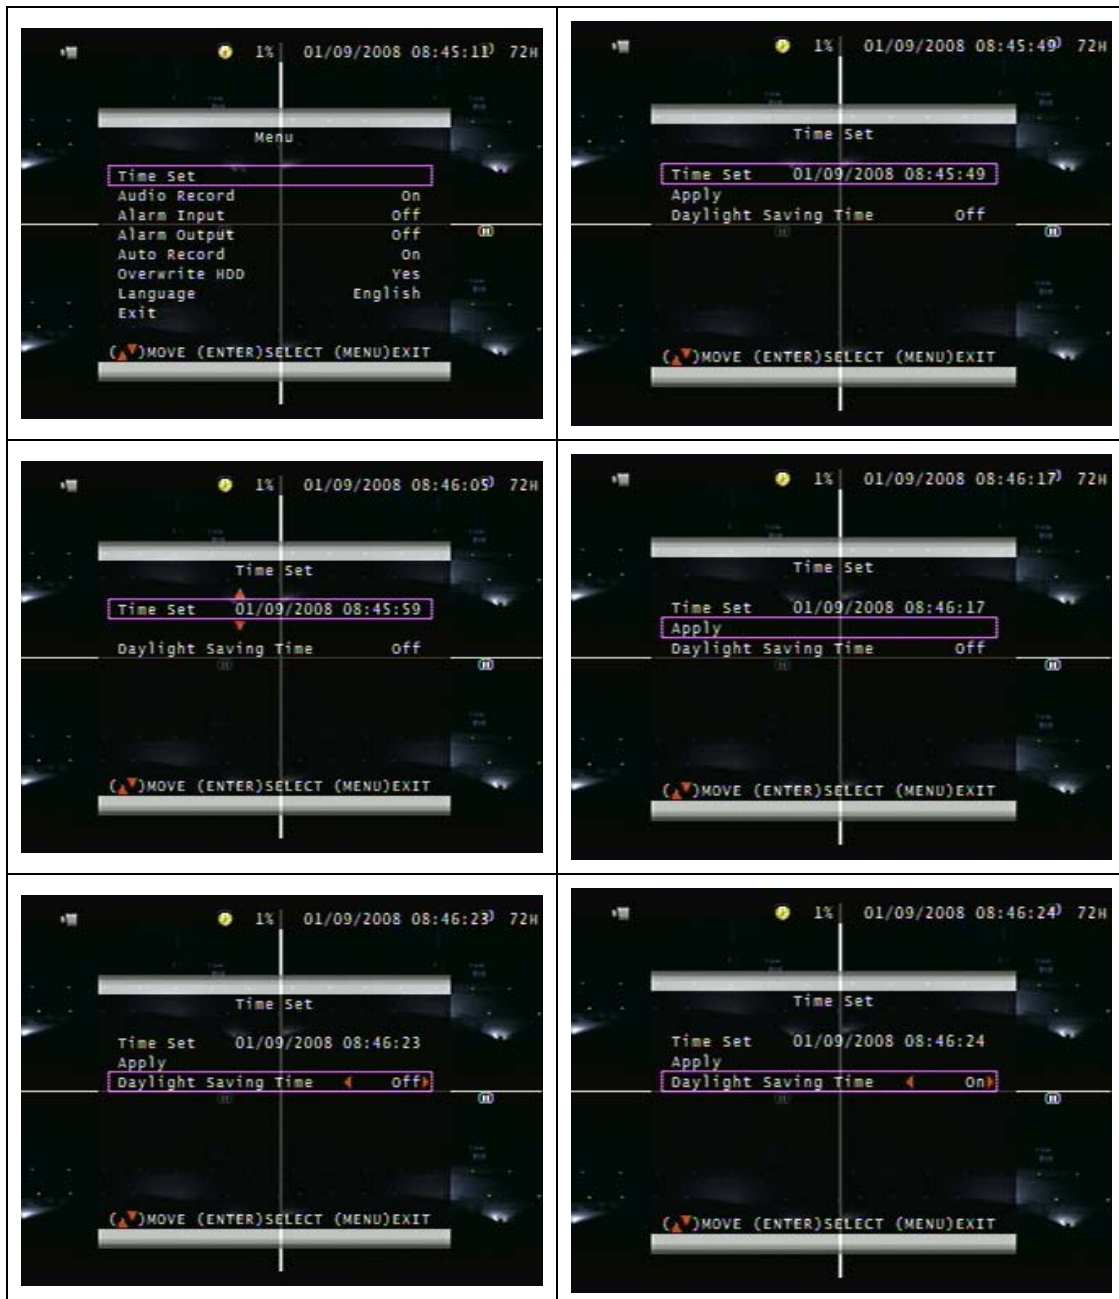 1% 01/09/2008 08:45:11 72H
Menu
Time Set
Audio Record On
Alarm Input Off
Alarm Output Off
Auto Record On
Overwrite HDD Yes
Language English
Exit
(▲▼)MOVE (ENTER)SELECT (MENU)EXIT
1% 01/09/2008 08:45:49 72H
Time Set
Time Set 01/09/2008 08:45:49
Apply
Daylight Saving Time Off
(▲▼)MOVE (ENTER)SELECT (MENU)EXIT
1% 01/09/2008 08:46:05 72H
Time Set
Time Set 01/09/2008 08:45:59
Daylight Saving Time Off
(▲▼)MOVE (ENTER)SELECT (MENU)EXIT
1% 01/09/2008 08:46:17 72H
Time Set
Time Set 01/09/2008 08:46:17
Apply
Daylight Saving Time Off
(▲▼)MOVE (ENTER)SELECT (MENU)EXIT
1% 01/09/2008 08:46:23 72H
Time Set
Time Set 01/09/2008 08:46:23
Apply
Daylight Saving Time Off
(▲▼)MOVE (ENTER)SELECT (MENU)EXIT
1% 01/09/2008 08:46:24 72H
Time Set
Time Set 01/09/2008 08:46:24
Apply
Daylight Saving Time On
(▲▼)MOVE (ENTER)SELECT (MENU)EXIT